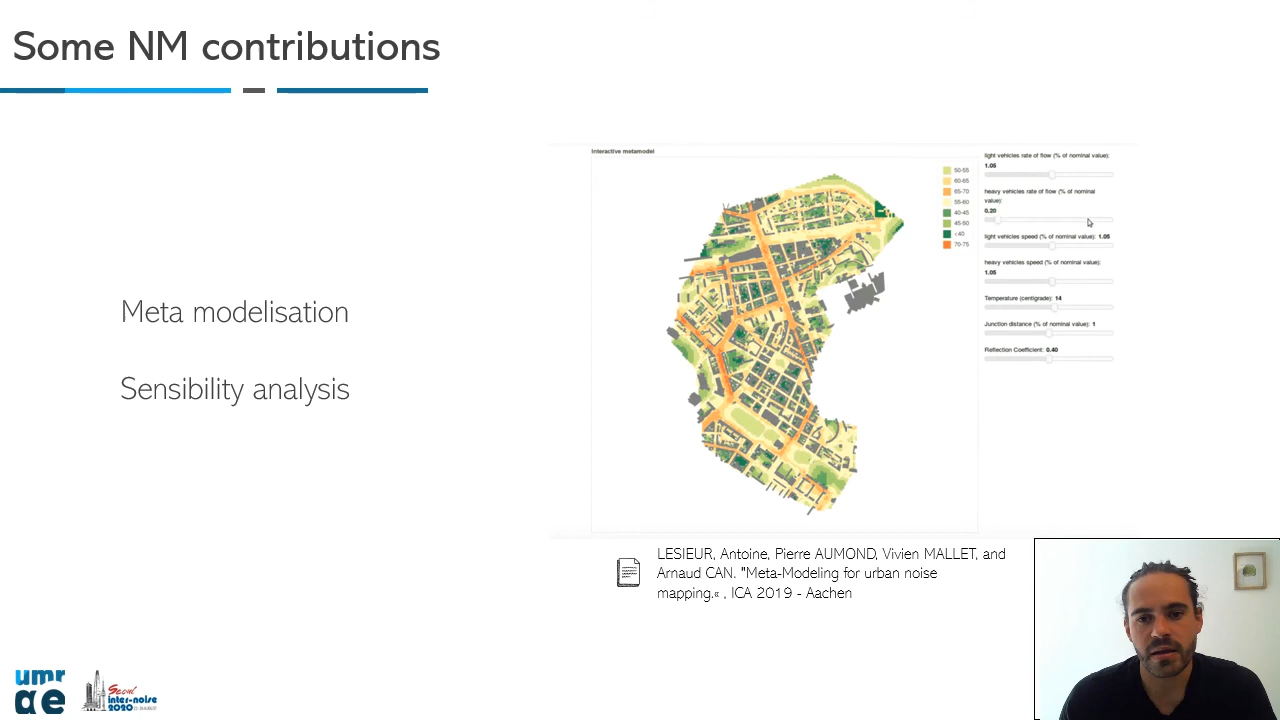 Some NM contributions
Meta modelisation
Sensibility analysis
Interactive metamodel
50-55
60-65
65-70
55-60
40-45
45-50
<40
70-75
light vehicles rate of flow (% of nominal value):
1.05
heavy vehicles rate of flow (% of nominal
value):
0.20
light vehicles speed (% of nominal value): 1.05
heavy vehicles speed (% of nominal value):
1.05
Temperature (centigrade): 14
Junction distance (% of nominal value): 1
Reflection Coefficient: 0.40
LESIEUR, Antoine, Pierre AUMOND, Vivien MALLET, and
Arnaud CAN. "Meta-Modeling for urban noise
mapping.« , ICA 2019 - Aachen
umr
ae
Seoul
inter-noise
2020